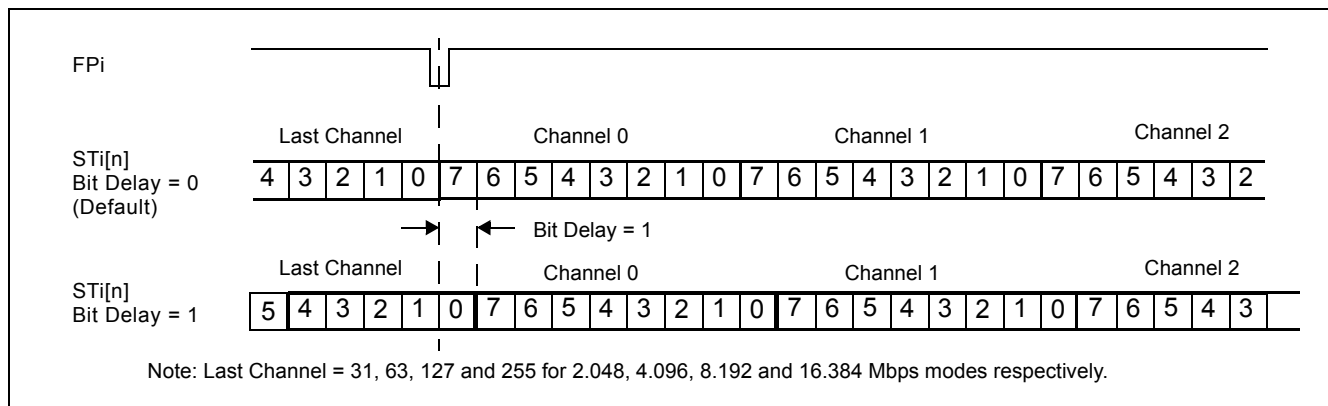 FPi
Last Channel Channel 0 Channel 1 Channel 2
STi[n]
Bit Delay = 0
(Default)
4 3 2 1 0 7 6 5 4 3 2 1 0 7 6 5 4 3 2 1 0 7 6 5 4 3 2
Bit Delay = 1
Last Channel Channel 0 Channel 1 Channel 2
STi[n]
Bit Delay = 1
5 4 3 2 1 0 7 6 5 4 3 2 1 0 7 6 5 4 3 2 1 0 7 6 5 4 3
Note: Last Channel = 31, 63, 127 and 255 for 2.048, 4.096, 8.192 and 16.384 Mbps modes respectively.